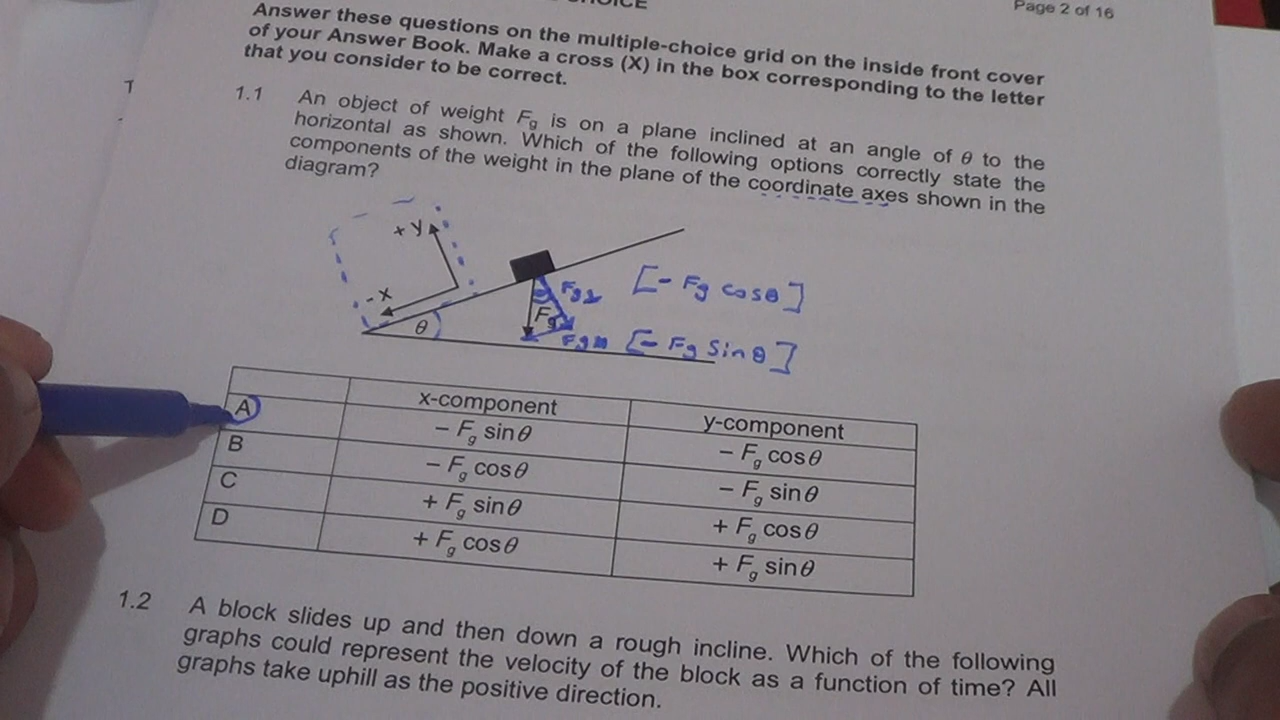 Page 2 of 16
Answer these questions on the multiple-choice grid on the inside front cover
of your Answer Book. Make a cross (X) in the box corresponding to the letter
that you consider to be correct.
1.1 An object of weight Fg is on a plane inclined at an angle of θ to the
horizontal as shown. Which of the following options correctly state the
components of the weight in the plane of the coordinate axes shown in the
diagram?
+ y
- x
θ
Fg
Fg⊥ [- Fg cosθ]
Fg// [- Fg sinθ]
x-component y-component
A − Fg sinθ − Fg cosθ
B − Fg cosθ − Fg sinθ
C + Fg sinθ + Fg cosθ
D + Fg cosθ + Fg sinθ
1.2 A block slides up and then down a rough incline. Which of the following
graphs could represent the velocity of the block as a function of time? All
graphs take uphill as the positive direction.